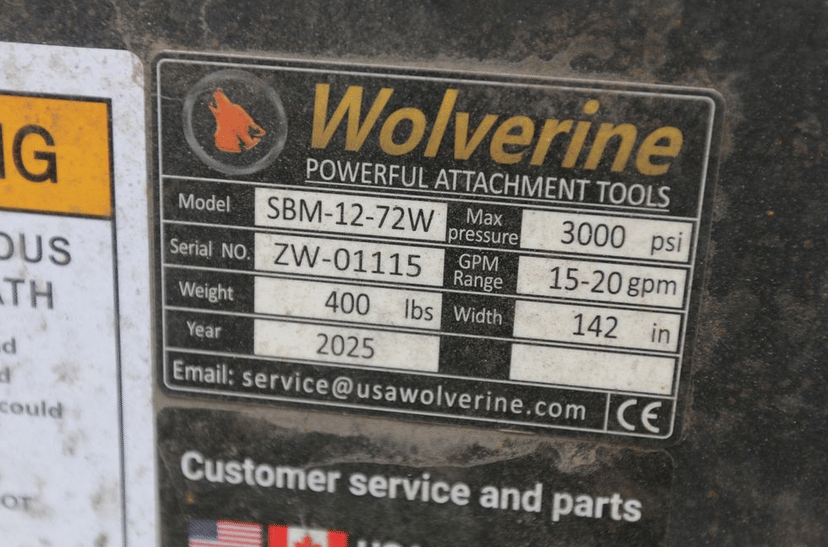 Wolverine
POWERFUL ATTACHMENT TOOLS
Model SBM-12-72W Max pressure 3000 psi
Serial NO. ZW-01115 GPM Range 15-20 gpm
Weight 400 lbs Width 142 in
Year 2025
Email: service@usawolverine.com CE
Customer service and parts
NG
OUS
ATH
could